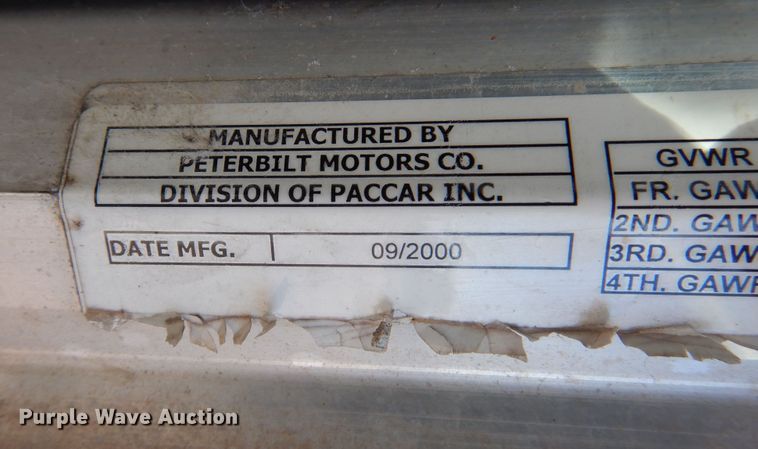 MANUFACTURED BY
PETERBILT MOTORS CO.
DIVISION OF PACCAR INC.
DATE MFG. 09/2000
GVWR
FR. GAW
2ND. GAW
3RD. GAW
4TH. GAWR
Purple Wave Auction